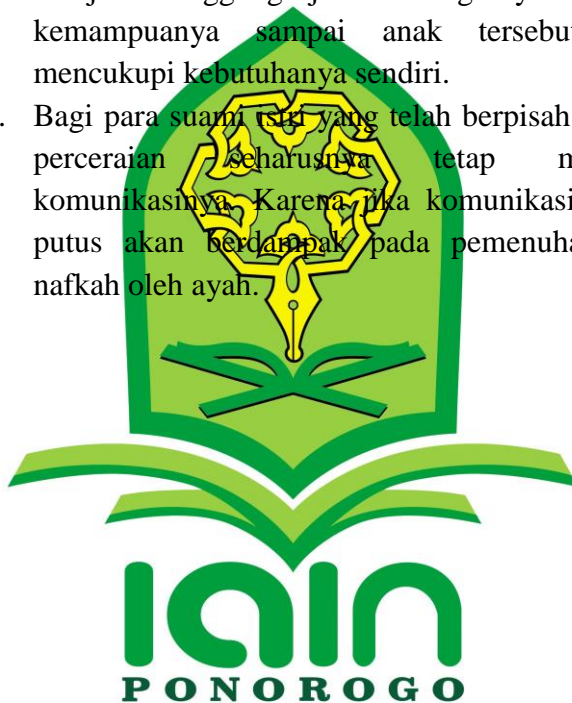 kemampuanya sampai anak tersebut
mencukupi kebutuhanya sendiri.
. Bagi para suami istri yang telah berpisah
perceraian seharusnya tetap m
komunikasinya. Karena jika komunikasi
putus akan berdampak pada pemenuha
nafkah oleh ayah.
iain
PONOROGO